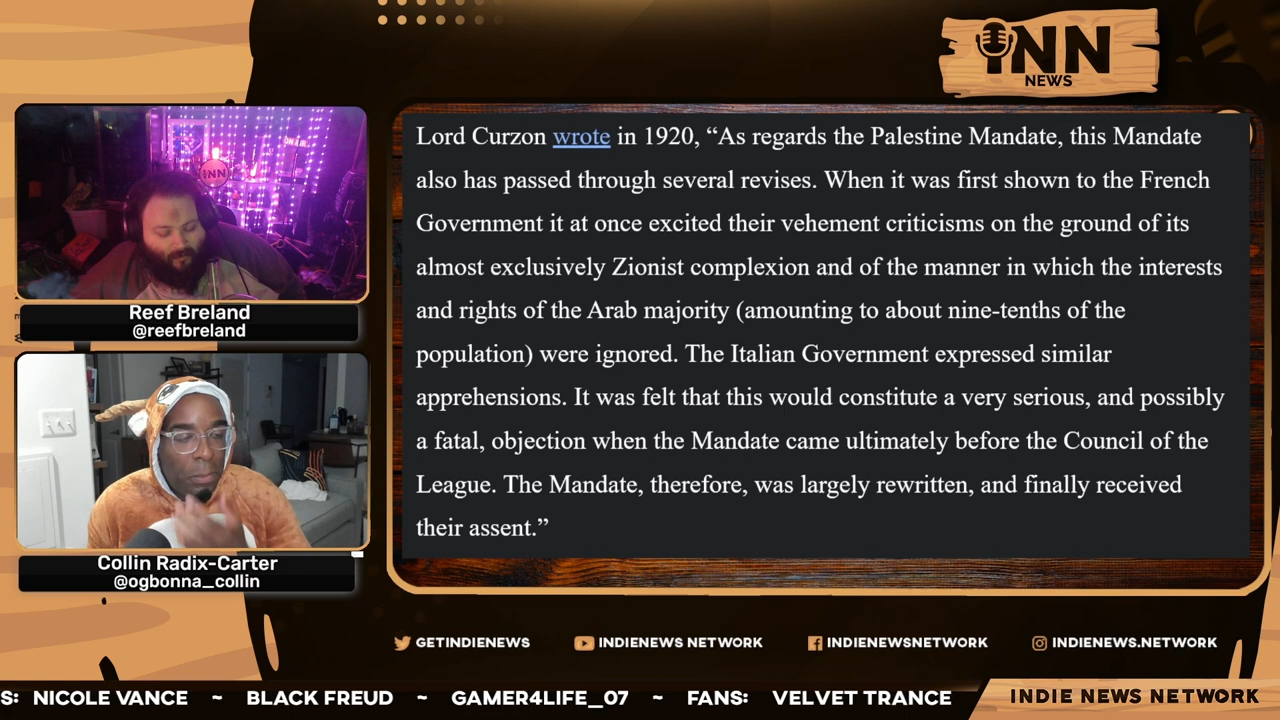 iNN
NEWS
INN
Reef Breland
@reefbreland
Collin Radix-Carter
@ogbonna_collin
Lord Curzon wrote in 1920, “As regards the Palestine Mandate, this Mandate
also has passed through several revises. When it was first shown to the French
Government it at once excited their vehement criticisms on the ground of its
almost exclusively Zionist complexion and of the manner in which the interests
and rights of the Arab majority (amounting to about nine-tenths of the
population) were ignored. The Italian Government expressed similar
apprehensions. It was felt that this would constitute a very serious, and possibly
a fatal, objection when the Mandate came ultimately before the Council of the
League. The Mandate, therefore, was largely rewritten, and finally received
their assent.”
GETINDIENEWS INDIENEWS NETWORK INDIENEWSNETWORK INDIENEWS.NETWORK
S: NICOLE VANCE ~ BLACK FREUD ~ GAMER4LIFE_07 ~ FANS: VELVET TRANCE
INDIE NEWS NETWORK